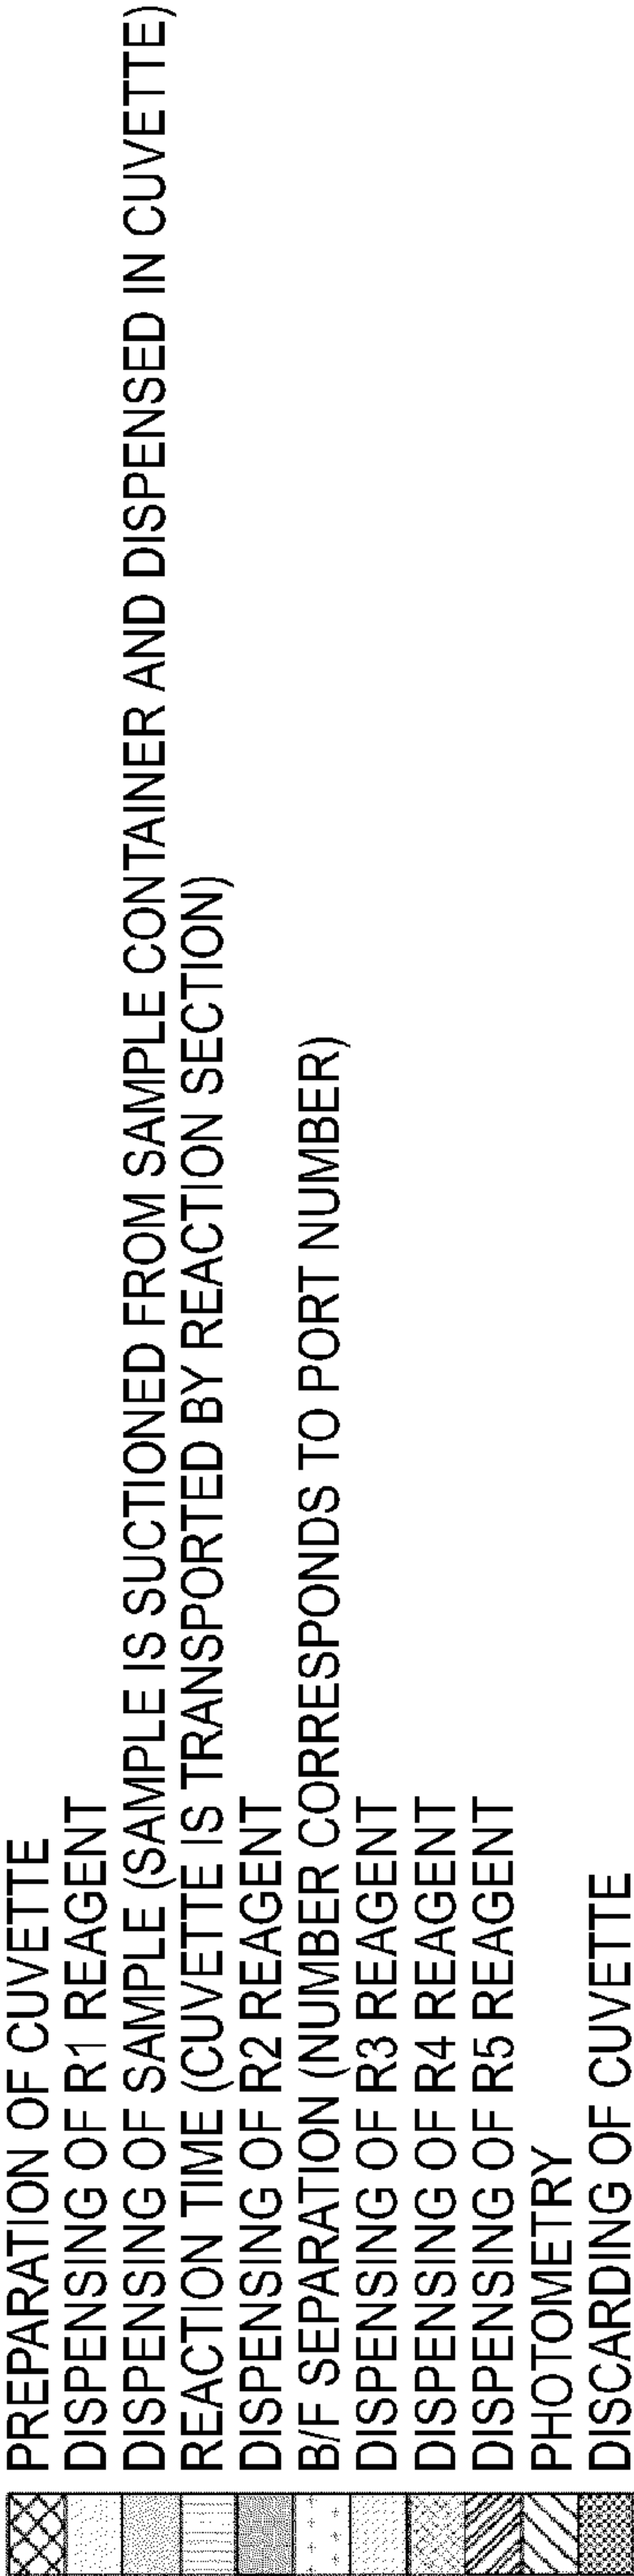 PREPARATION OF CUVETTE
DISPENSING OF R1 REAGENT
DISPENSING OF SAMPLE (SAMPLE IS SUCTIONED FROM SAMPLE CONTAINER AND DISPENSED IN CUVETTE)
REACTION TIME (CUVETTE IS TRANSPORTED BY REACTION SECTION)
DISPENSING OF R2 REAGENT
B/F SEPARATION (NUMBER CORRESPONDS TO PORT NUMBER)
DISPENSING OF R3 REAGENT
DISPENSING OF R4 REAGENT
DISPENSING OF R5 REAGENT
PHOTOMETRY
DISCARDING OF CUVETTE